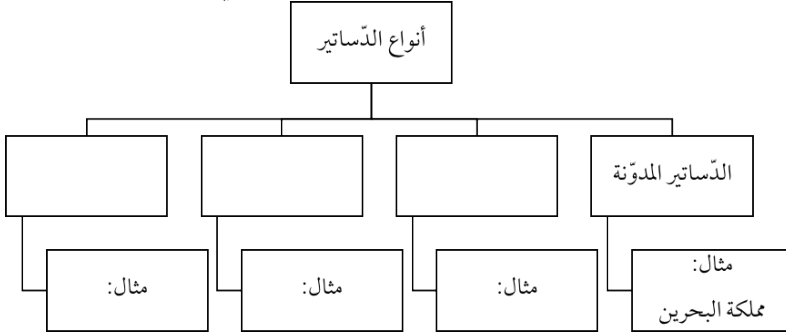 أنواع الدّساتير
الدّساتير المدوّنة
مثال:
مملكة البحرين
مثال:
مثال:
مثال: